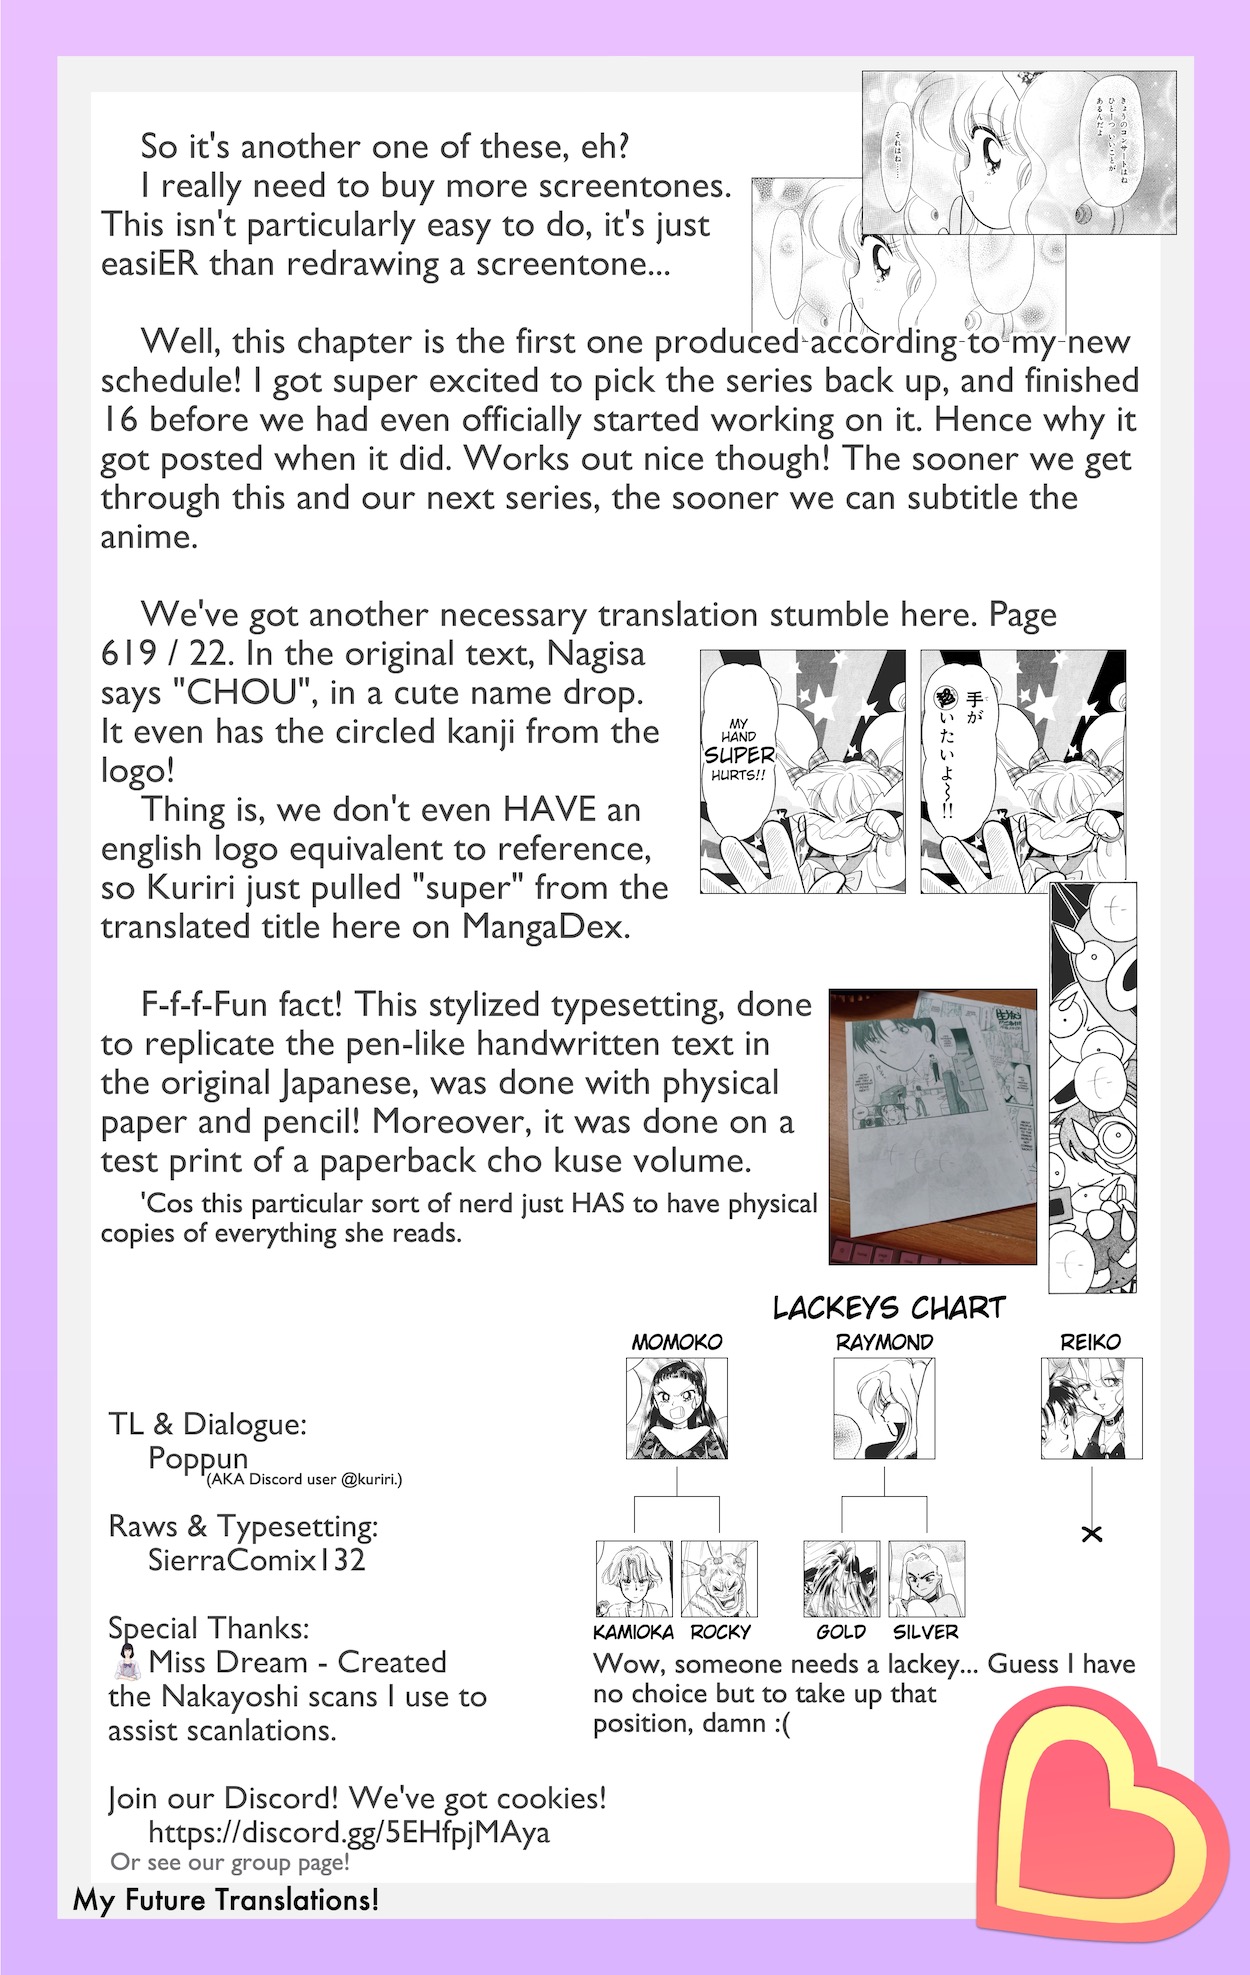 So it's another one of these, eh?
I really need to buy more screentones.
This isn't particularly easy to do, it's just
easiER than redrawing a screentone...
きょうのコンサートはね
ひと一つ いいことが
あるんだよ
それはね……
Well, this chapter is the first one produced according to my new
schedule! I got super excited to pick the series back up, and finished
16 before we had even officially started working on it. Hence why it
got posted when it did. Works out nice though! The sooner we get
through this and our next series, the sooner we can subtitle the
anime.
We've got another necessary translation stumble here. Page
619 / 22. In the original text, Nagisa
says "CHOU", in a cute name drop.
It even has the circled kanji from the
logo!
Thing is, we don't even HAVE an
english logo equivalent to reference,
so Kuriri just pulled "super" from the
translated title here on MangaDex.
MY
HAND
SUPER
HURTS!!
手が
いたいよ〜!!
F-f-f-Fun fact! This stylized typesetting, done
to replicate the pen-like handwritten text in
the original Japanese, was done with physical
paper and pencil! Moreover, it was done on a
test print of a paperback cho kuse volume.
'Cos this particular sort of nerd just HAS to have physical
copies of everything she reads.
LACKEYS CHART
MOMOKO
RAYMOND
REIKO
KAMIOKA
ROCKY
GOLD
SILVER
Wow, someone needs a lackey... Guess I have
no choice but to take up that
position, damn :(
TL & Dialogue:
Poppun
(AKA Discord user @kuriri.)
Raws & Typesetting:
SierraComix132
Special Thanks:
Miss Dream - Created
the Nakayoshi scans I use to
assist scanlations.
Join our Discord! We've got cookies!
https://discord.gg/5EHfpjMAya
Or see our group page!
My Future Translations!